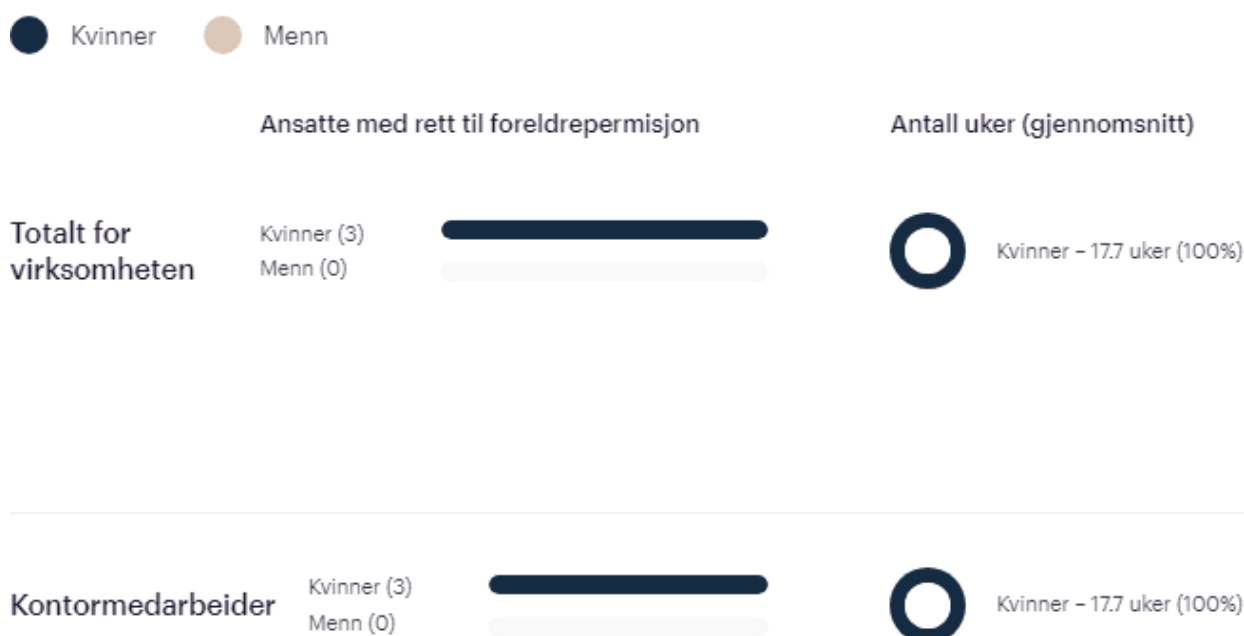 Kvinner Menn
Ansatte med rett til foreldrepermisjon Antall uker (gjennomsnitt)
Totalt for
virksomheten
Kvinner (3)
Menn (0)
Kvinner – 17.7 uker (100%)
Kontormedarbeider
Kvinner (3)
Menn (0)
Kvinner – 17.7 uker (100%)